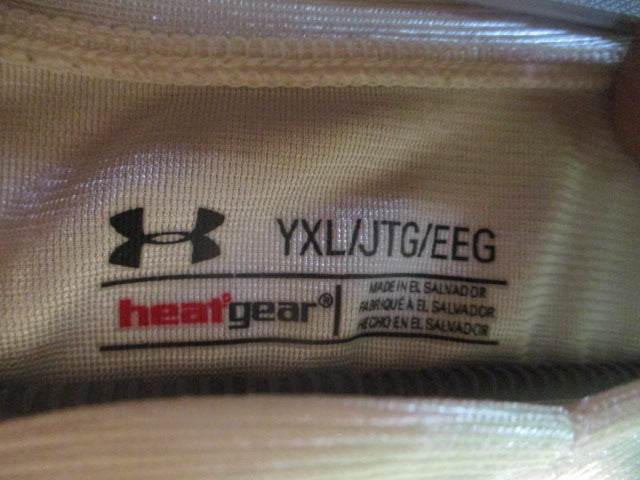 YXL/JTG/EEG
heatgear®
MADE IN EL SALVADOR
FABRIQUÉ À EL SALVADOR
HECHO EN EL SALVADOR